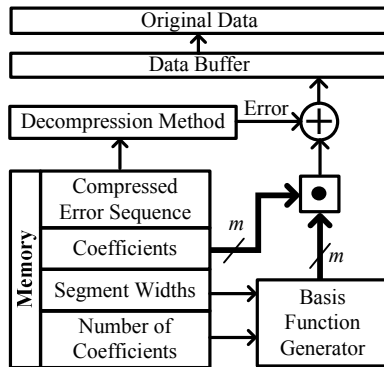 Original Data
Data Buffer
Decompression Method
Error
Memory
Compressed
Error Sequence
Coefficients
m
m
Segment Widths
Number of
Coefficients
Basis
Function
Generator